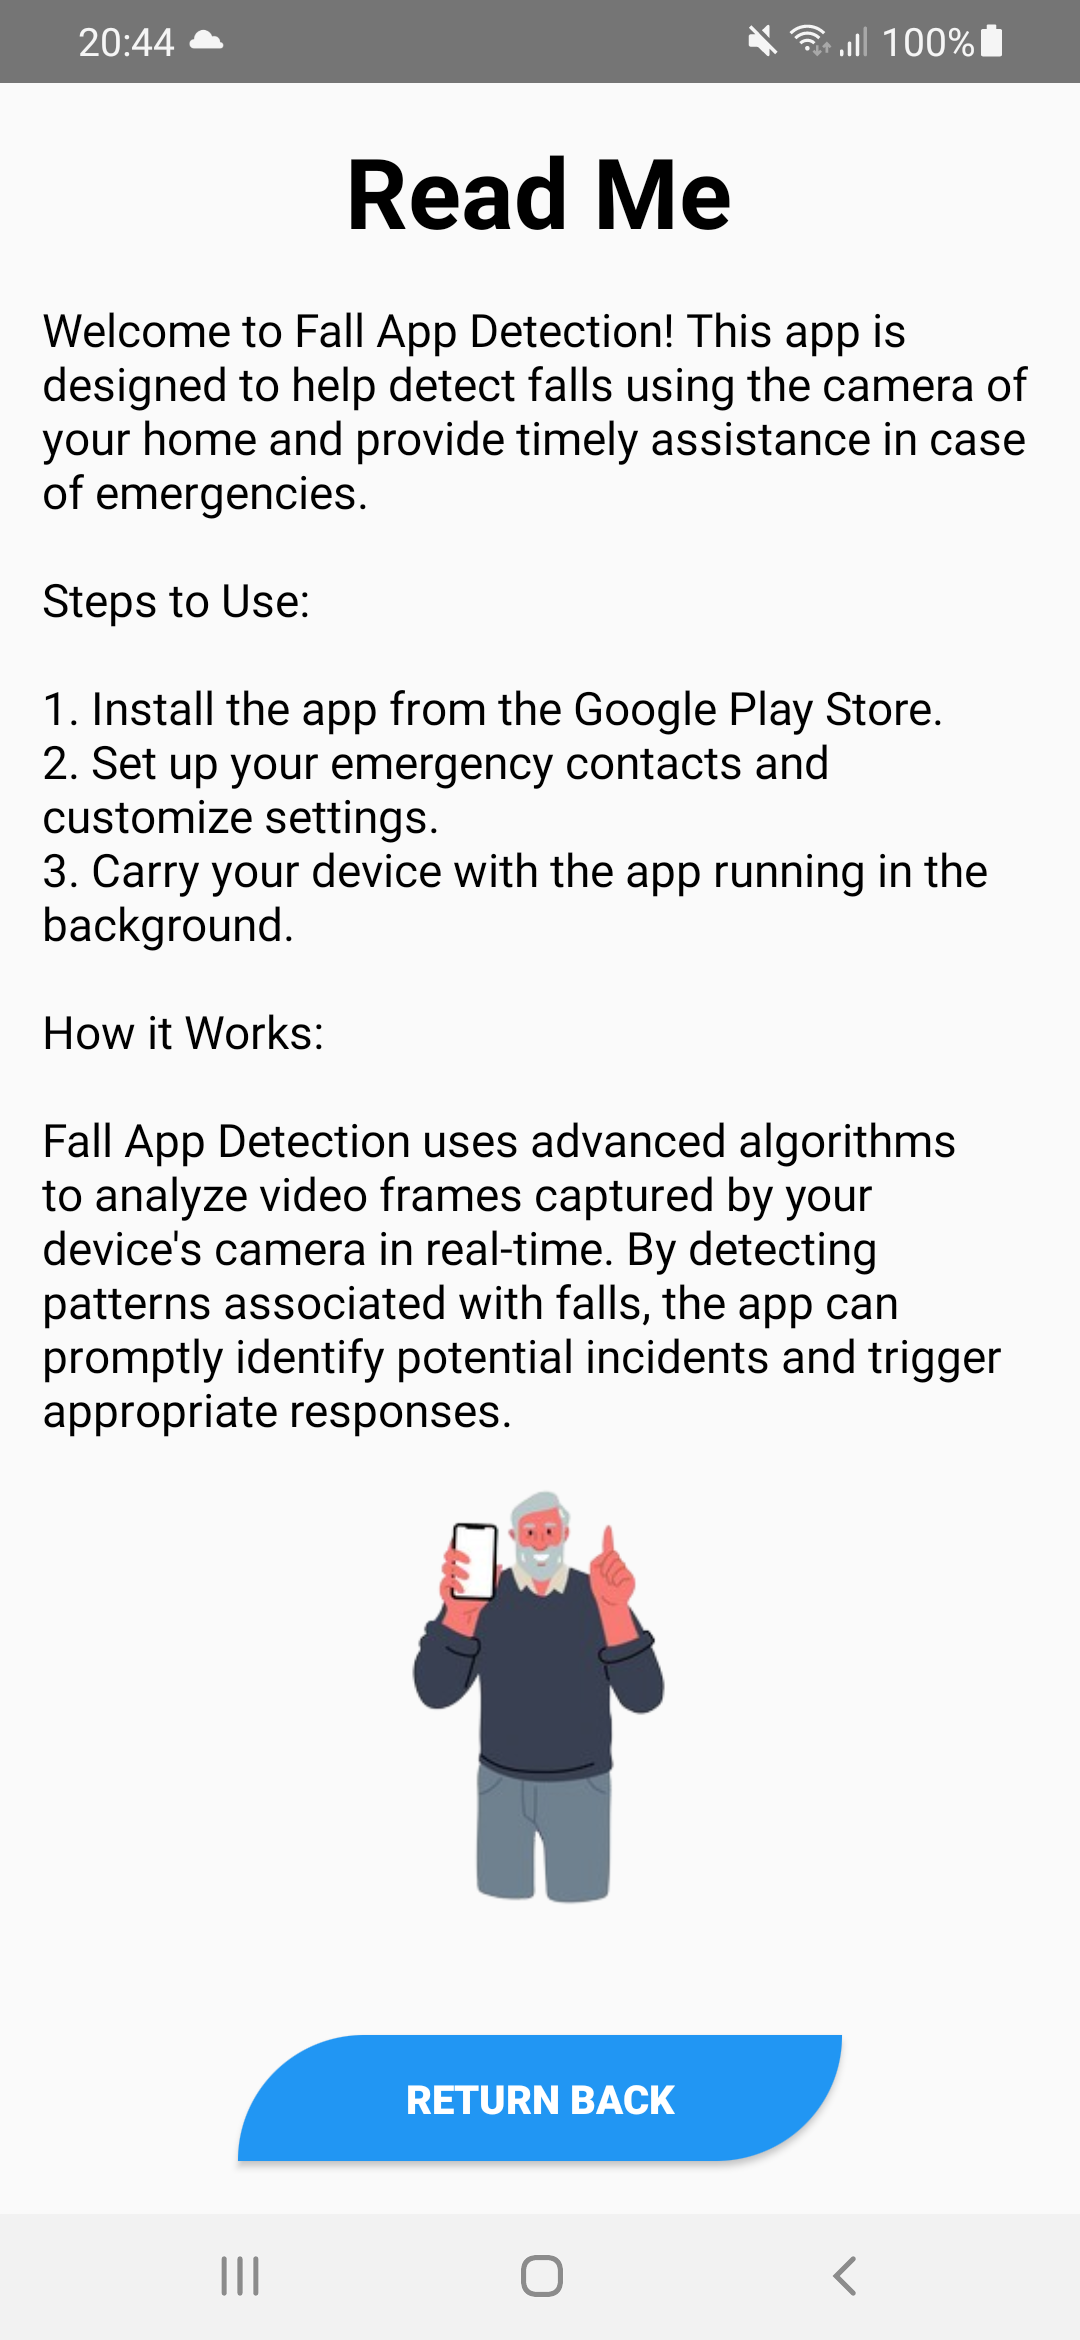 20:44
100%
Read Me
Welcome to Fall App Detection! This app is
designed to help detect falls using the camera of
your home and provide timely assistance in case
of emergencies.
Steps to Use:
1. Install the app from the Google Play Store.
2. Set up your emergency contacts and
customize settings.
3. Carry your device with the app running in the
background.
How it Works:
Fall App Detection uses advanced algorithms
to analyze video frames captured by your
device's camera in real-time. By detecting
patterns associated with falls, the app can
promptly identify potential incidents and trigger
appropriate responses.
RETURN BACK